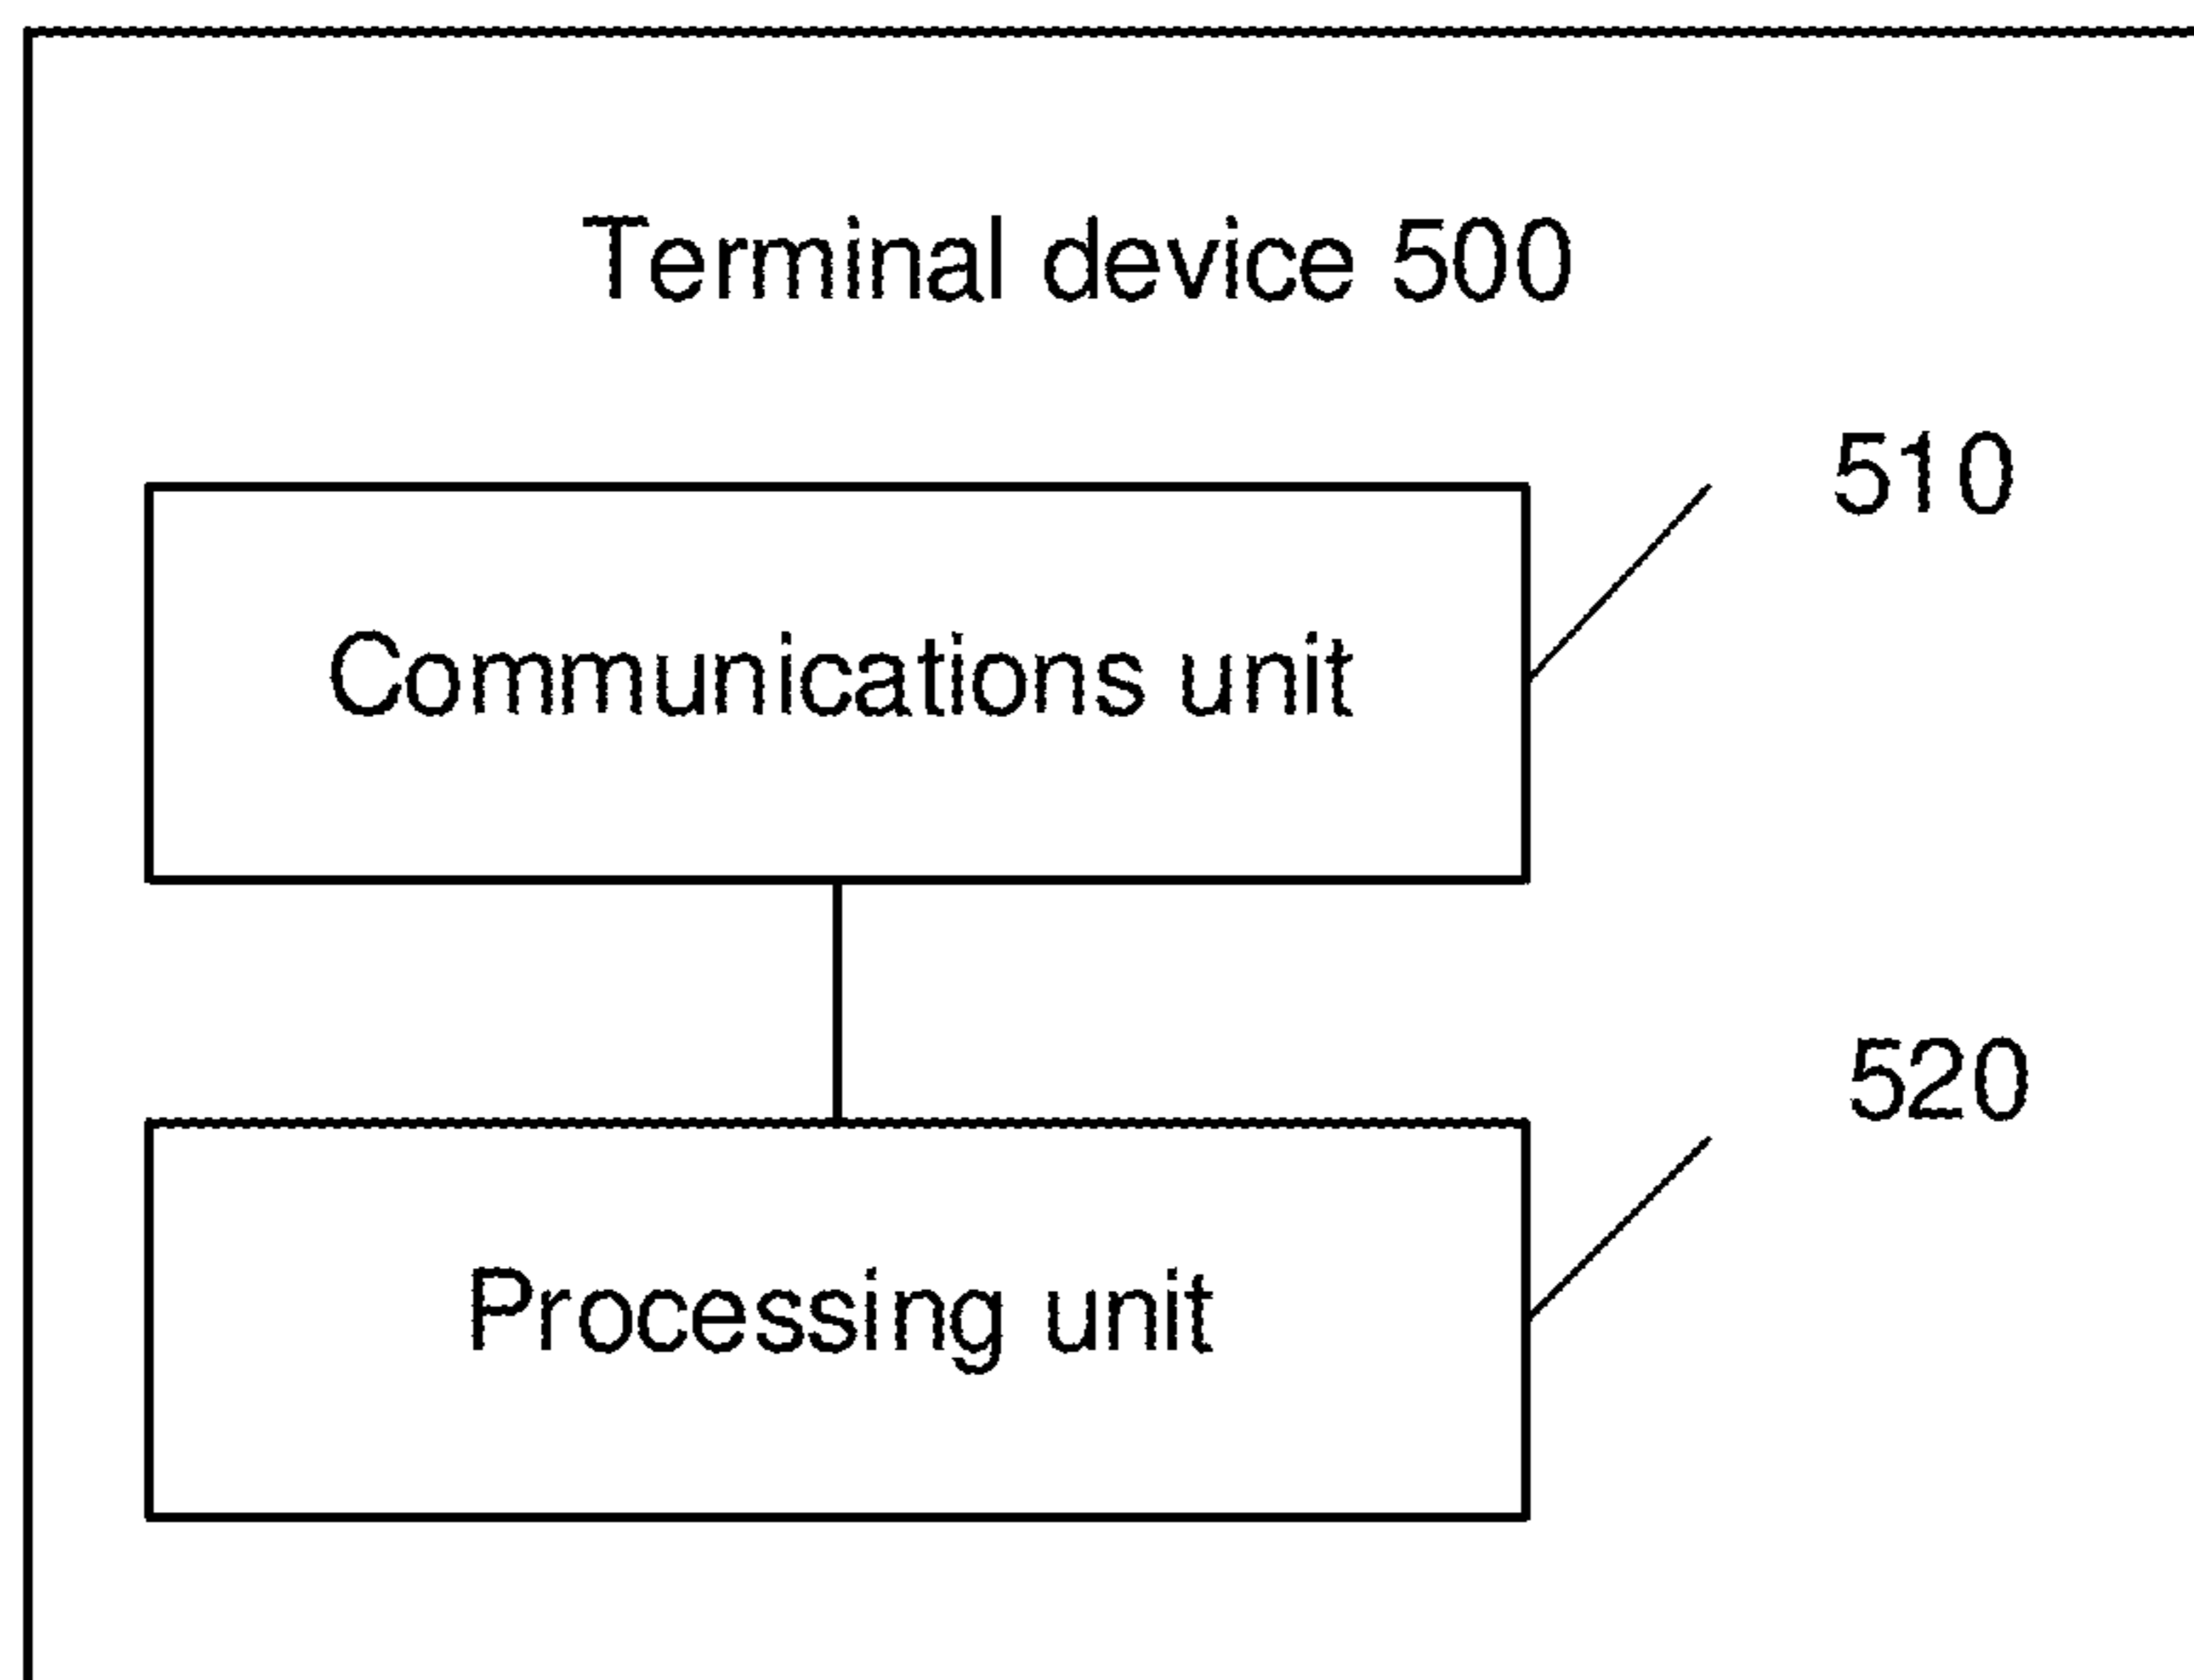 Terminal device 500
510
Communications unit
520
Processing unit